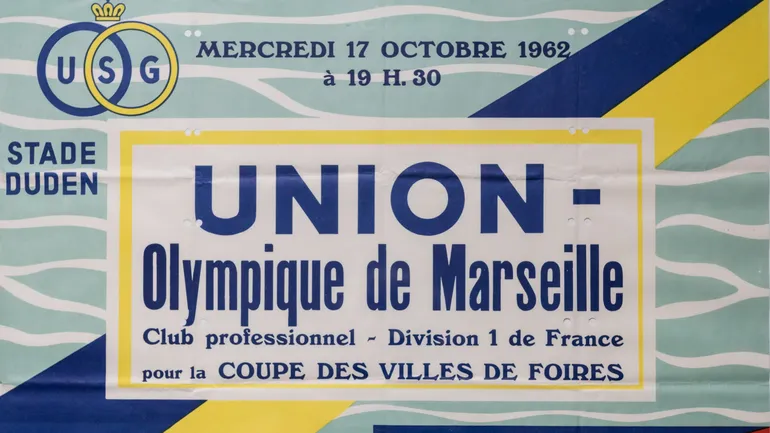 USG
MERCREDI 17 OCTOBRE 1962
à 19 H. 30
STADE
DUDEN
UNION -
Olympique de Marseille
Club professionnel - Division 1 de France
pour la COUPE DES VILLES DE FOIRES